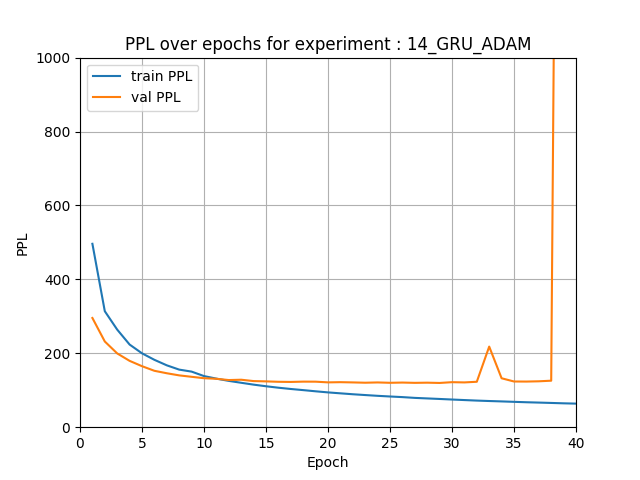 PPL over epochs for experiment : 14_GRU_ADAM
train PPL
val PPL
1000
800
600
400
200
0
PPL
0 5 10 15 20 25 30 35 40
Epoch